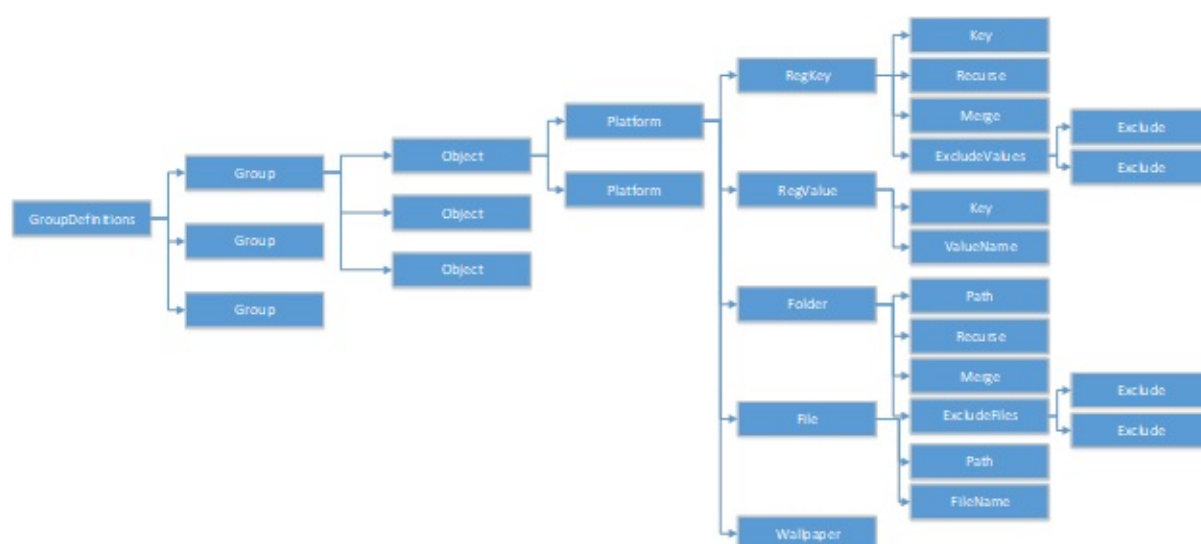 GroupDefinitions
Group
Group
Group
Object
Object
Object
Platform
Platform
RegKey
RegValue
Folder
File
Wallpaper
Key
Recurse
Merge
ExcludeValues
Key
ValueName
Path
Recurse
Merge
ExcludeFiles
Path
FileName
Exclude
Exclude
Exclude
Exclude